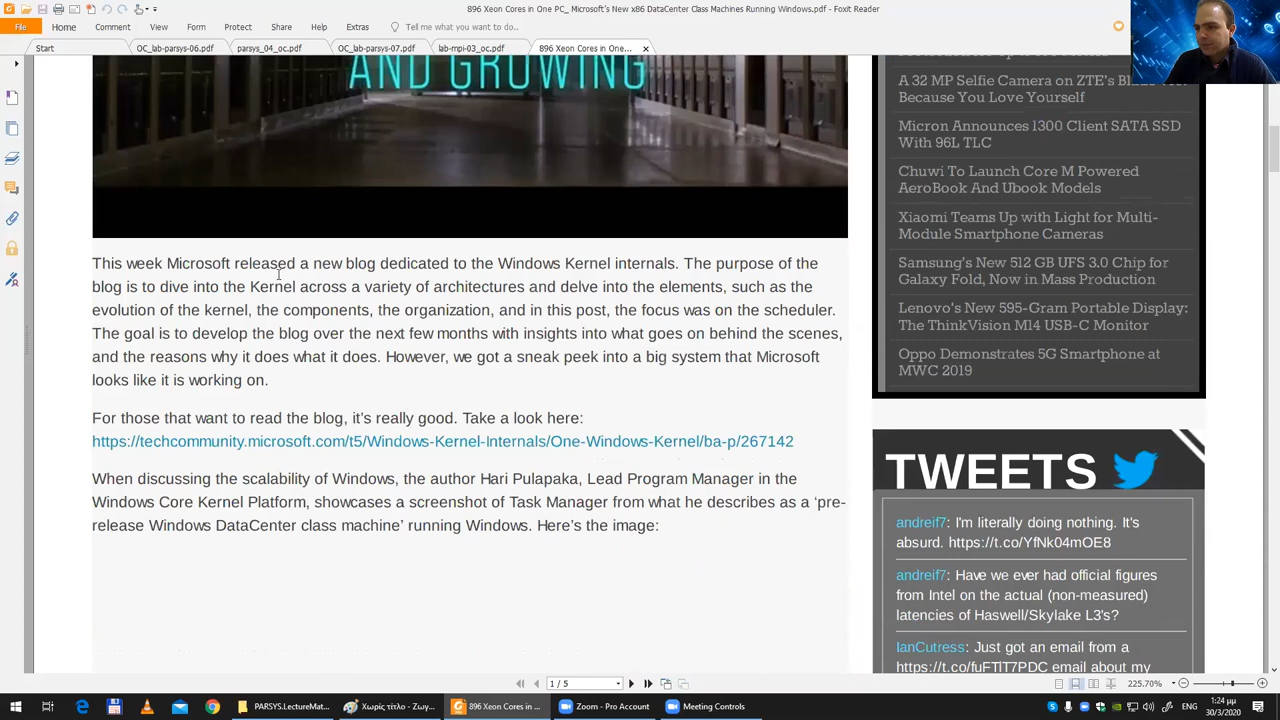 896 Xeon Cores in One PC_ Microsoft's New x86 DataCenter Class Machines Running Windows.pdf - Foxit Reader
File Home Comment View Form Protect Share Help Extras Tell me what you want to do...
Start OC_lab-parsys-06.pdf parsys_04_oc.pdf OC_lab-parsys-07.pdf lab-mpi-03_oc.pdf 896 Xeon Cores in One...
AND GROWING
This week Microsoft released a new blog dedicated to the Windows Kernel internals. The purpose of the
blog is to dive into the Kernel across a variety of architectures and delve into the elements, such as the
evolution of the kernel, the components, the organization, and in this post, the focus was on the scheduler.
The goal is to develop the blog over the next few months with insights into what goes on behind the scenes,
and the reasons why it does what it does. However, we got a sneak peek into a big system that Microsoft
looks like it is working on.
For those that want to read the blog, it's really good. Take a look here:
https://techcommunity.microsoft.com/t5/Windows-Kernel-Internals/One-Windows-Kernel/ba-p/267142
When discussing the scalability of Windows, the author Hari Pulapaka, Lead Program Manager in the
Windows Core Kernel Platform, showcases a screenshot of Task Manager from what he describes as a 'pre-
release Windows DataCenter class machine' running Windows. Here's the image:
A 32 MP Selfie Camera on ZTE's
Because You Love Yourself
Micron Announces 1300 Client SATA SSD
With 96L TLC
Chuwi To Launch Core M Powered
AeroBook And Ubook Models
Xiaomi Teams Up with Light for Multi-
Module Smartphone Cameras
Samsung's New 512 GB UFS 3.0 Chip for
Galaxy Fold, Now in Mass Production
Lenovo's New 595-Gram Portable Display:
The ThinkVision M14 USB-C Monitor
Oppo Demonstrates 5G Smartphone at
MWC 2019
TWEETS
andreif7: I'm literally doing nothing. It's
absurd. https://t.co/YfNk04mOE8
andreif7: Have we ever had official figures
from Intel on the actual (non-measured)
latencies of Haswell/Skylake L3's?
IanCutress: Just got an email from a
https://t.co/fuFTlT7PDC email about my
1 / 5 225.70%
PARSYS.LectureMat... Χωρίς τίτλο - Ζωγ... 896 Xeon Cores in ... Zoom - Pro Account Meeting Controls 1:24 μμ
30/3/2020